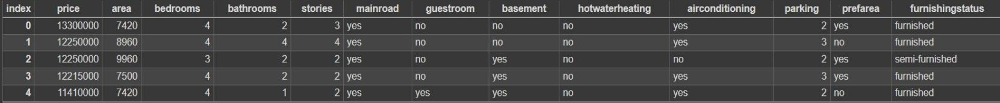 index price area bedrooms bathrooms stories mainroad guestroom basement hotwaterheating airconditioning parking prefarea furnishingstatus
0 13300000 7420 4 2 3 yes no no no yes 2 yes furnished
1 12250000 8960 4 4 4 yes no no no yes 3 no furnished
2 12250000 9960 3 2 2 yes no yes no no 2 yes semi-furnished
3 12215000 7500 4 2 2 yes no yes no yes 3 yes furnished
4 11410000 7420 4 1 2 yes yes yes no yes 2 no furnished